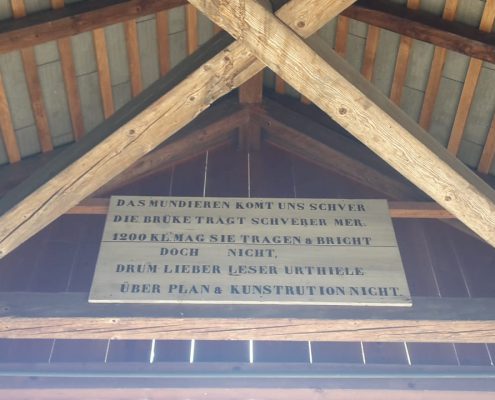 DAS MUNDIEREN KOMT UNS SCHVER
DIE BRÜKE TRÄGT SCHVERER MER.
1200 KL. MAG SIE TRAGEN & BRICHT
DOCH NICHT,
DRUM LIEBER LESER URTHIELE
ÜBER PLAN & KUNSTRUTION NICHT.